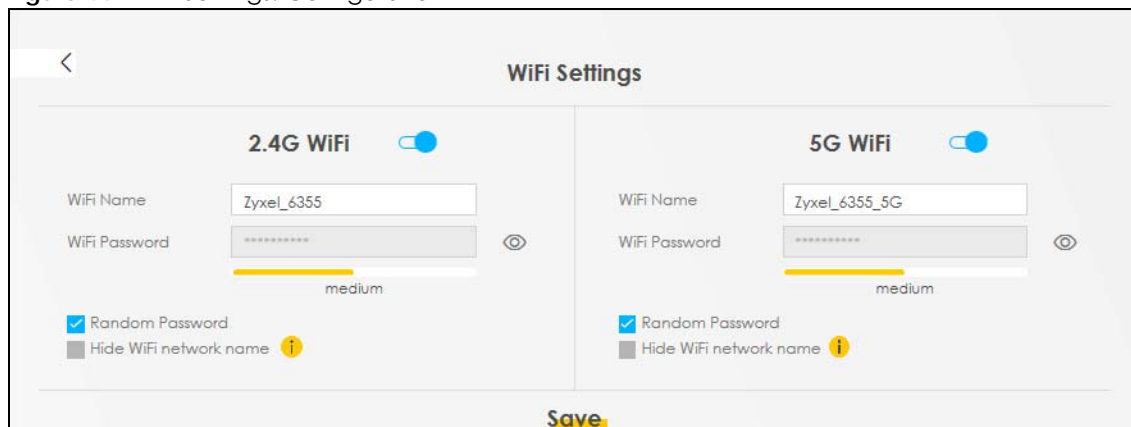 WiFi Settings
2.4G WiFi
WiFi Name
Zyxel_6355
WiFi Password
**********
medium
Random Password
Hide WiFi network name i
5G WiFi
WiFi Name
Zyxel_6355_5G
WiFi Password
**********
medium
Random Password
Hide WiFi network name i
Save